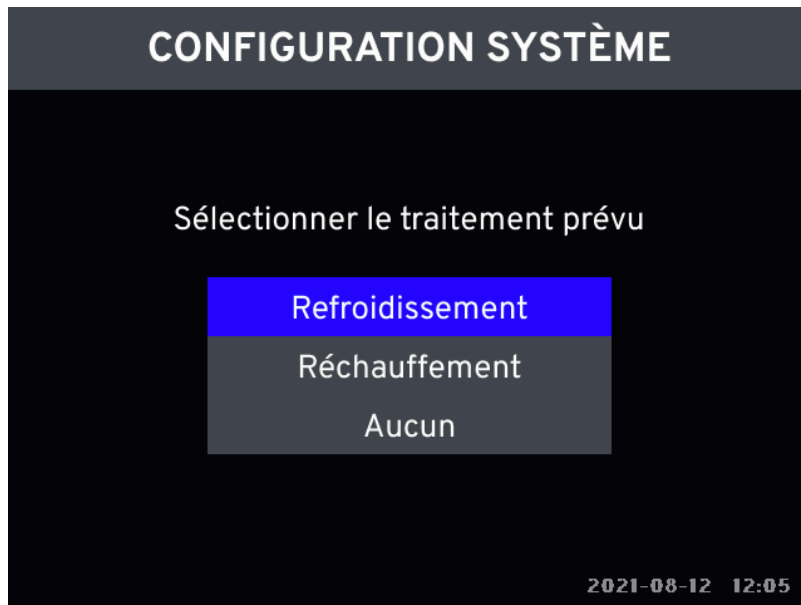 CONFIGURATION SYSTÈME
Sélectionner le traitement prévu
Refroidissement
Réchauffement
Aucun
2021-08-12 12:05